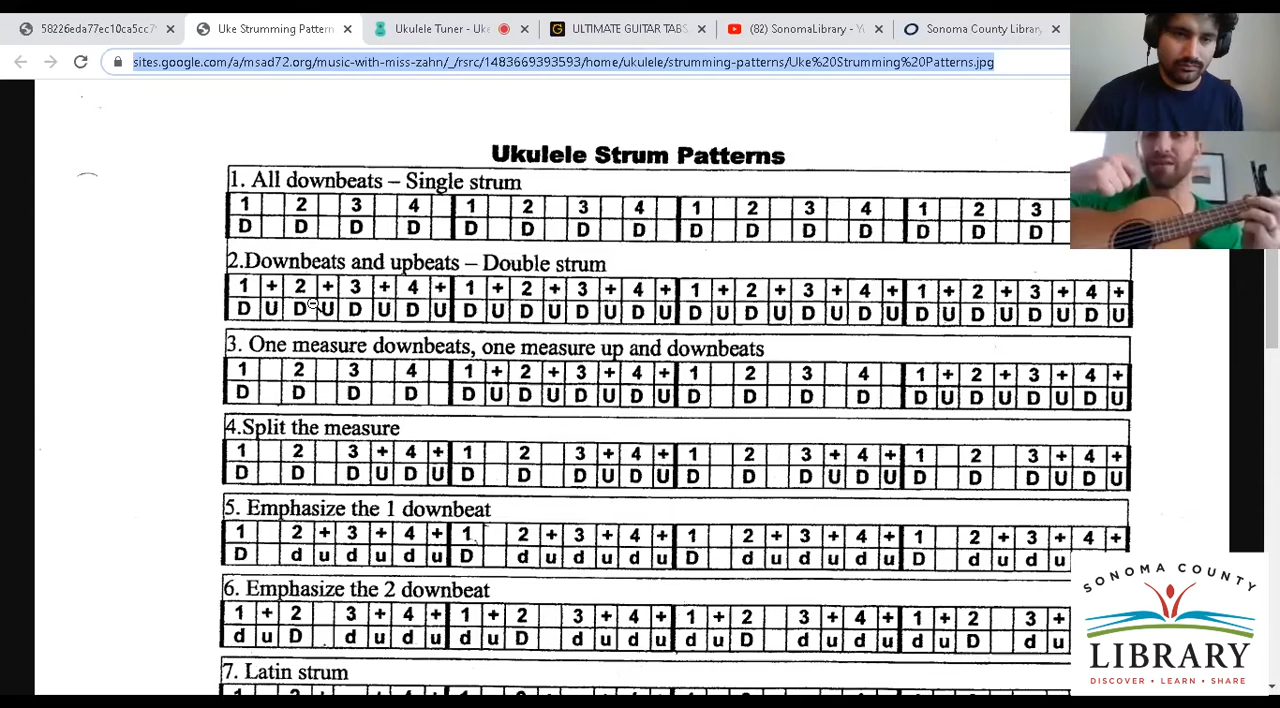 58226eda77ec10ca5cc7 × Uke Strumming Pattern × Ukulele Tuner - Uke × ULTIMATE GUITAR TABS × (82) SonomaLibrary - Yo × Sonoma County Library ×
sites.google.com/a/msad72.org/music-with-miss-zahn/_/rsrc/1483669393593/home/ukulele/strumming-patterns/Uke%20Strumming%20Patterns.jpg
Ukulele Strum Patterns
1. All downbeats – Single strum
1 2 3 4 1 2 3 4 1 2 3 4 1 2 3
D D D D D D D D D D D D D D D
2.Downbeats and upbeats – Double strum
1 + 2 + 3 + 4 + 1 + 2 + 3 + 4 + 1 + 2 + 3 + 4 + 1 + 2 + 3 + 4 +
D U D U D U D U D U D U D U D U D U D U D U D U D U D U D U D U
3. One measure downbeats, one measure up and downbeats
1 2 3 4 1 + 2 + 3 + 4 + 1 2 3 4 1 + 2 + 3 + 4 +
D D D D D U D U D U D U D D D D D U D U D U D U
4.Split the measure
1 2 3 + 4 + 1 2 3 + 4 + 1 2 3 + 4 + 1 2 3 + 4 +
D D D U D U D D D U D U D D D U D U D D D U D U
5. Emphasize the 1 downbeat
1 2 + 3 + 4 + 1 2 + 3 + 4 + 1 2 + 3 + 4 + 1 2 + 3 + 4 +
D d u d u d u D d u d u d u D d u d u d u D d u d u
6. Emphasize the 2 downbeat
1 + 2 3 + 4 + 1 + 2 3 + 4 + 1 + 2 3 + 4 + 1 + 2 3 +
d u D d u d u d u D d u d u d u D d u d u d u D d u
7. Latin strum
SONOMA COUNTY
LIBRARY
DISCOVER • LEARN • SHARE